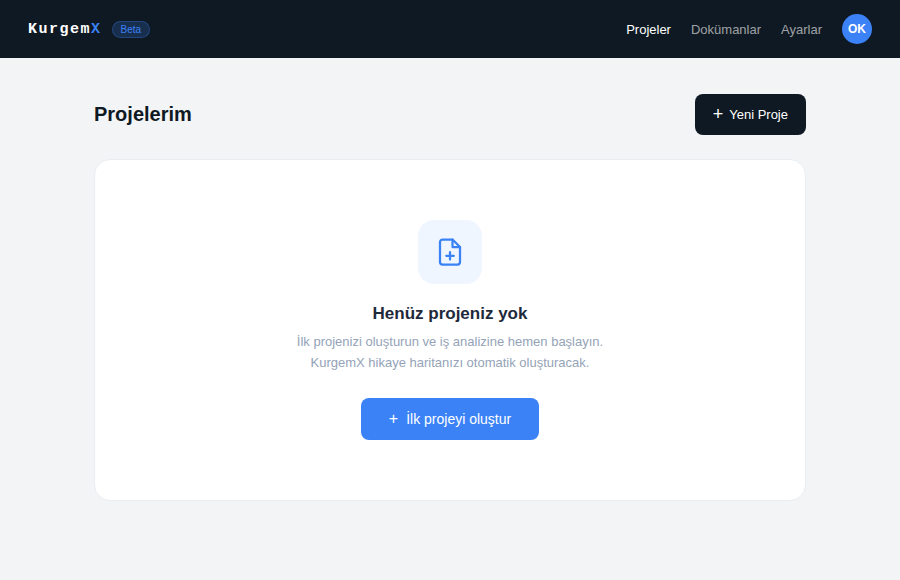 KurgemX Beta Projeler Dokümanlar Ayarlar OK
Projelerim + Yeni Proje
Henüz projeniz yok
İlk projenizi oluşturun ve iş analizine hemen başlayın.
KurgemX hikaye haritanızı otomatik oluşturacak.
+ İlk projeyi oluştur